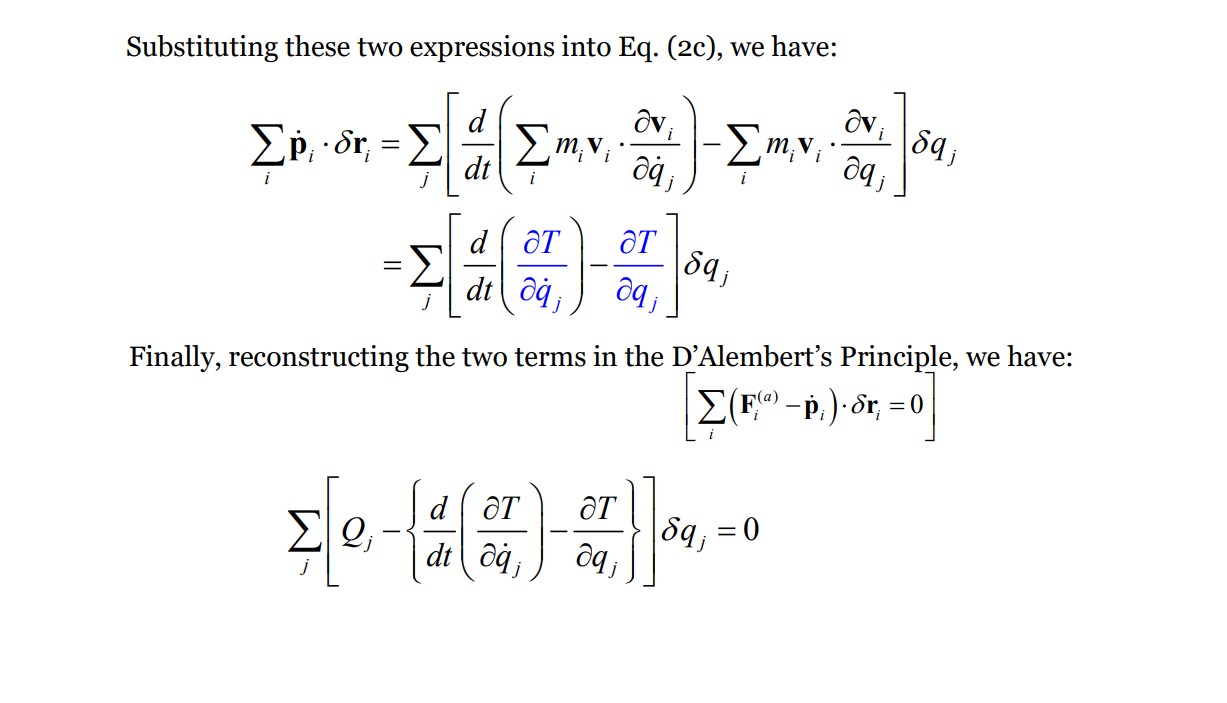 Substituting these two expressions into Eq. (2c), we have:
$\sum_i \dot{\mathbf{p}}_i \cdot \delta\mathbf{r}_i = \sum_j \left[ \frac{d}{dt}\left( \sum_i m_i \mathbf{v}_i \cdot \frac{\partial \mathbf{v}_i}{\partial \dot{q}_j} \right) - \sum_i m_i \mathbf{v}_i \cdot \frac{\partial \mathbf{v}_i}{\partial q_j} \right] \delta q_j$
$= \sum_j \left[ \frac{d}{dt}\left( \frac{\partial T}{\partial \dot{q}_j} \right) - \frac{\partial T}{\partial q_j} \right] \delta q_j$
Finally, reconstructing the two terms in the D’Alembert’s Principle, we have:
$\left[ \sum_i \left( \mathbf{F}_i^{(a)} - \dot{\mathbf{p}}_i \right) \cdot \delta\mathbf{r}_i = 0 \right]$
$\sum_j \left[ Q_j - \left\{ \frac{d}{dt}\left( \frac{\partial T}{\partial \dot{q}_j} \right) - \frac{\partial T}{\partial q_j} \right\} \right] \delta q_j = 0$